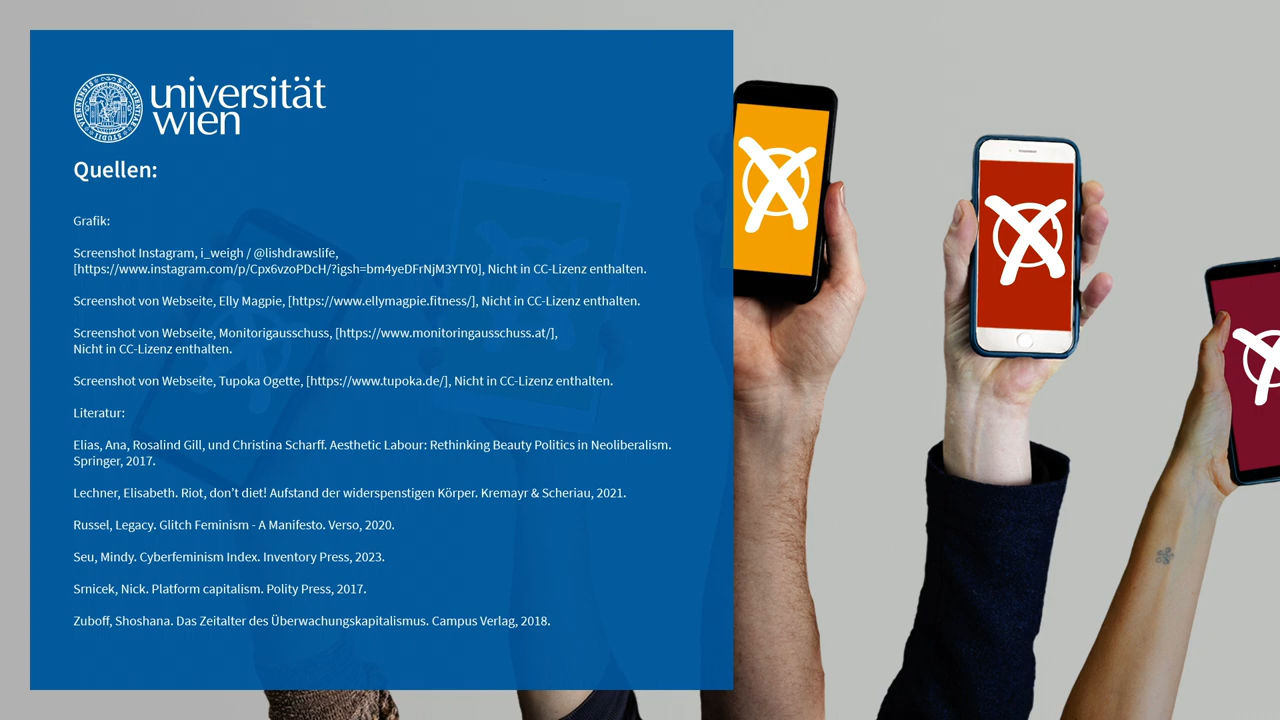 universität
wien
Quellen:
Grafik:
Screenshot Instagram, i_weigh / @lishdrawslife,
[https://www.instagram.com/p/Cpx6vzoPDcH/?igsh=bm4yeDFrNjM3YTY0], Nicht in CC-Lizenz enthalten.
Screenshot von Webseite, Elly Magpie, [https://www.ellymagpie.fitness/], Nicht in CC-Lizenz enthalten.
Screenshot von Webseite, Monitorigausschuss, [https://www.monitoringausschuss.at/],
Nicht in CC-Lizenz enthalten.
Screenshot von Webseite, Tupoka Ogette, [https://www.tupoka.de/], Nicht in CC-Lizenz enthalten.
Literatur:
Elias, Ana, Rosalind Gill, und Christina Scharff. Aesthetic Labour: Rethinking Beauty Politics in Neoliberalism.
Springer, 2017.
Lechner, Elisabeth. Riot, don't diet! Aufstand der widerspenstigen Körper. Kremayr & Scheriau, 2021.
Russel, Legacy. Glitch Feminism - A Manifesto. Verso, 2020.
Seu, Mindy. Cyberfeminism Index. Inventory Press, 2023.
Srnicek, Nick. Platform capitalism. Polity Press, 2017.
Zuboff, Shoshana. Das Zeitalter des Überwachungskapitalismus. Campus Verlag, 2018.